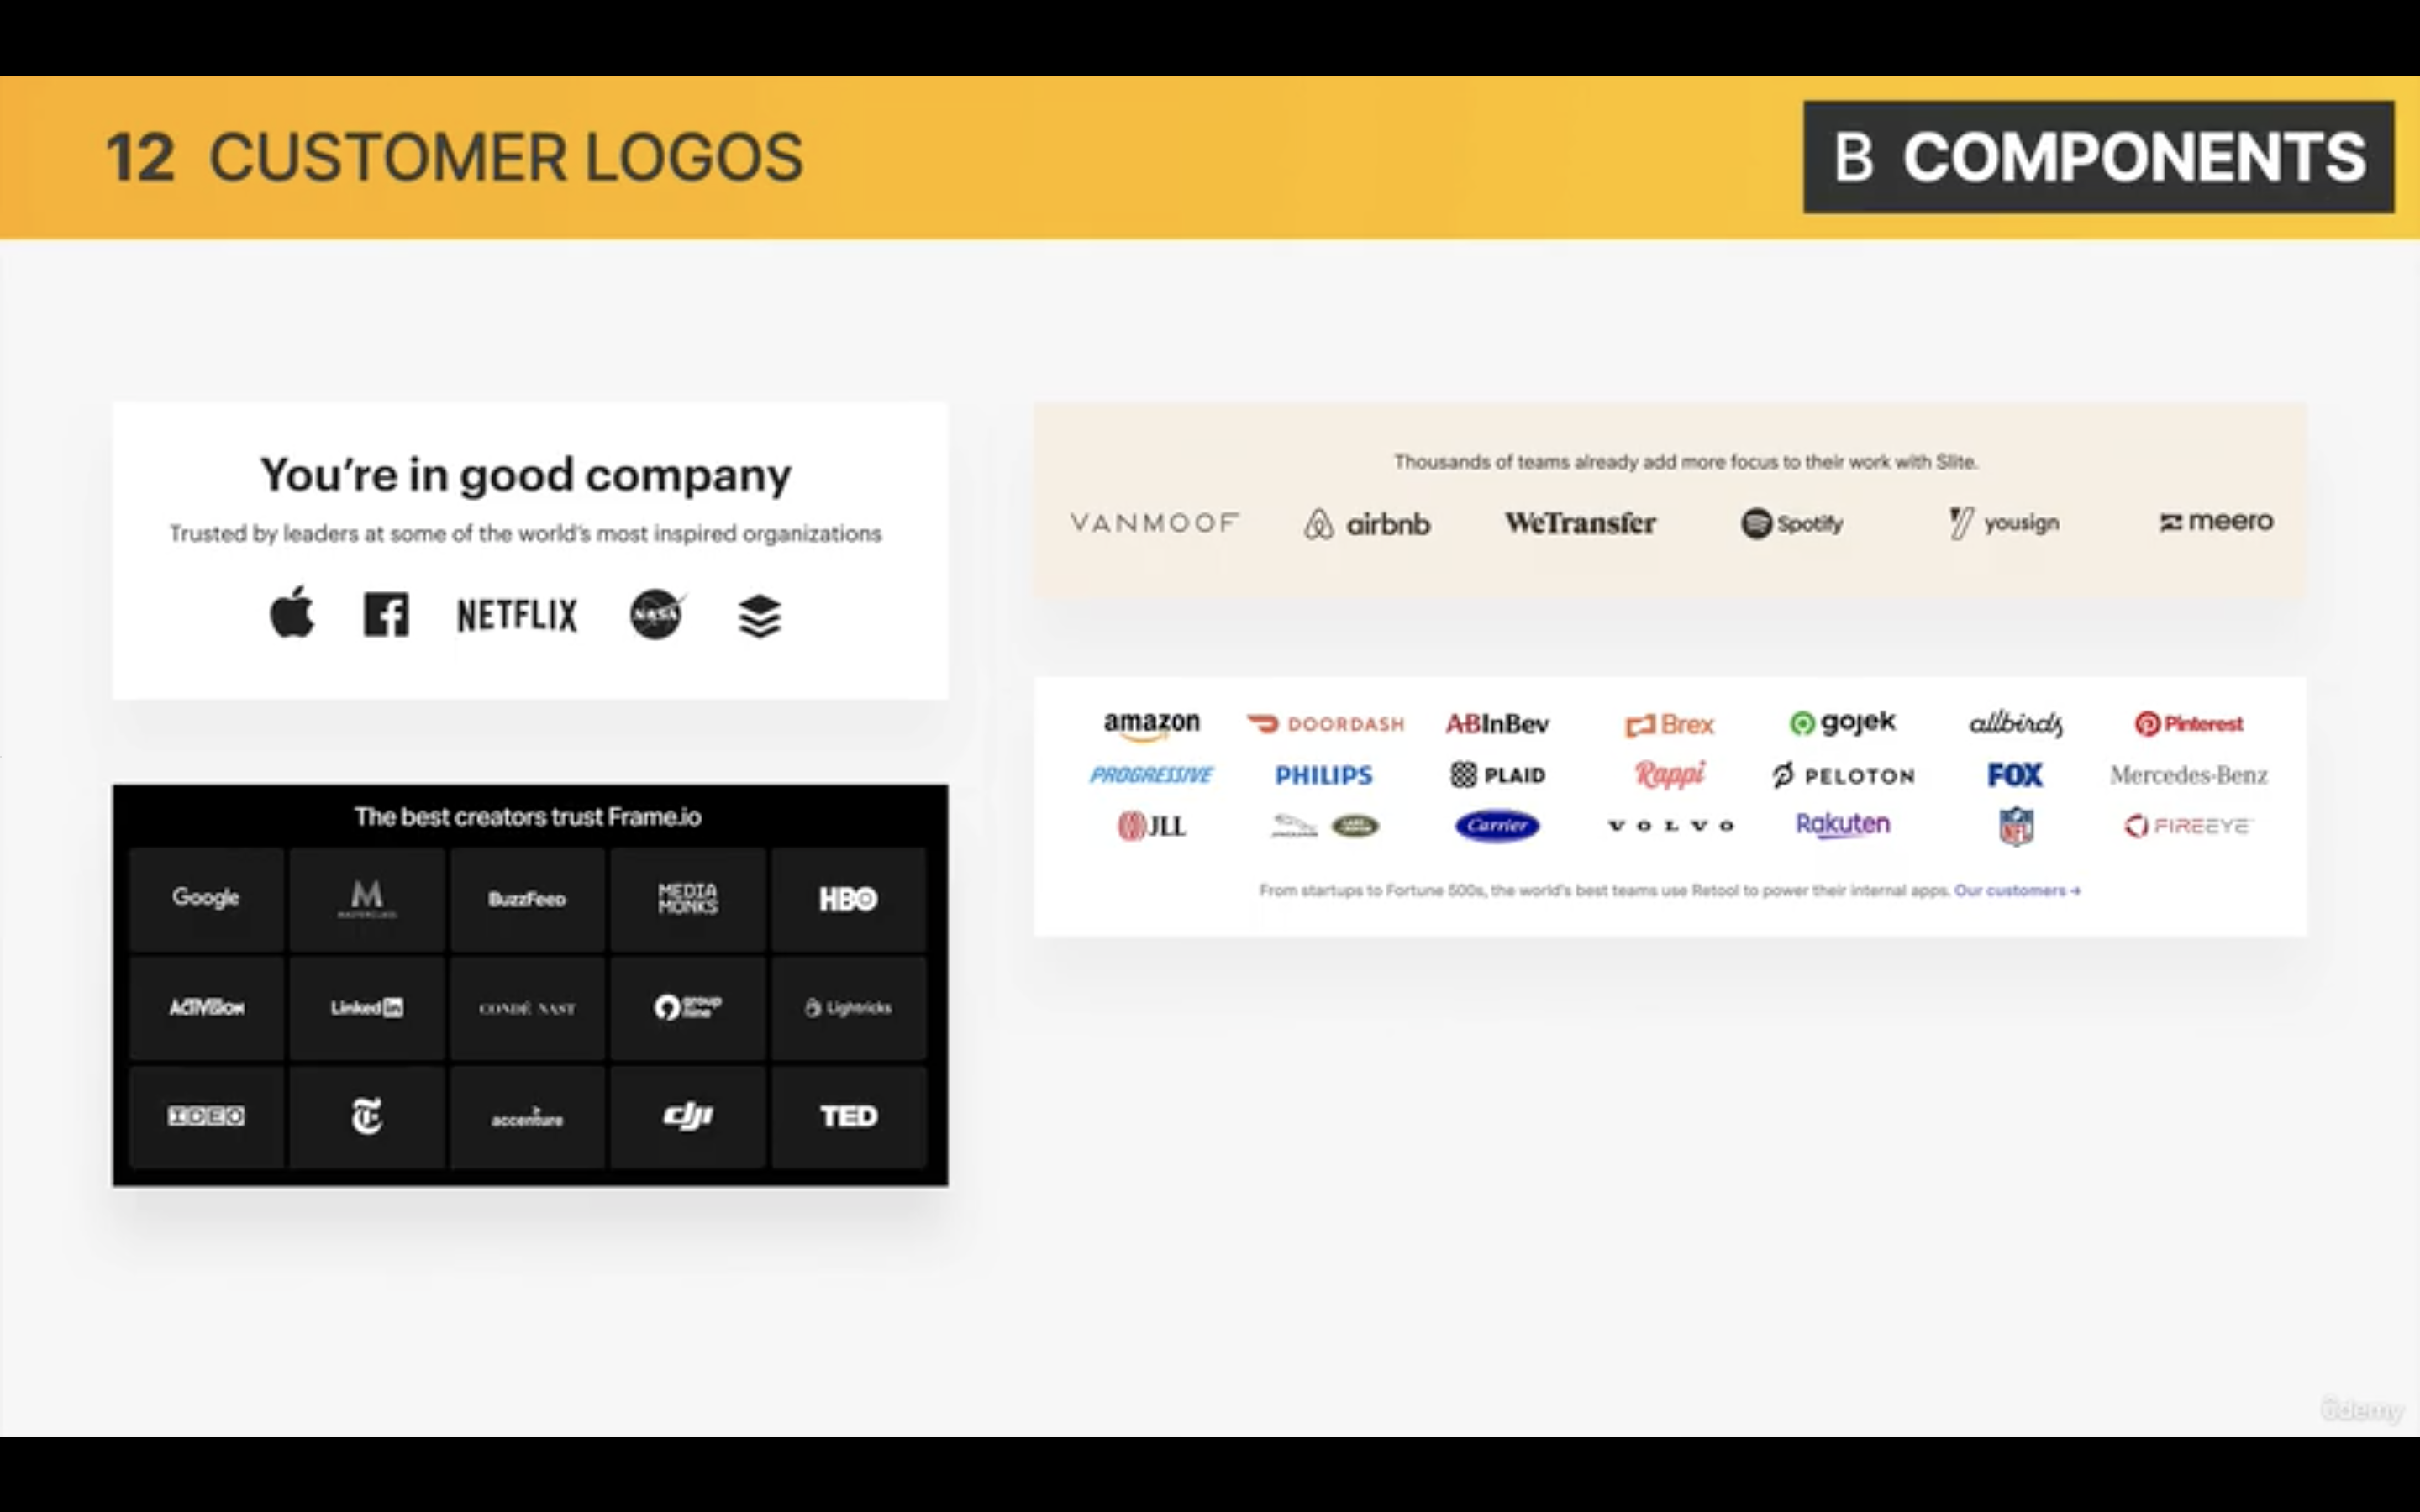 12 CUSTOMER LOGOS
B COMPONENTS
You're in good company
Trusted by leaders at some of the world's most inspired organizations
NETFLIX NASA
The best creators trust Frame.io
Google M MASTERCLASS BuzzFeed MEDIA MONKS HBO
ACTIVISION Linked in CONDÉ NAST group nine Lightricks
IDEO T accenture dji TED
Thousands of teams already add more focus to their work with Slite.
VANMOOF airbnb WeTransfer Spotify yousign meero
amazon DOORDASH ABInBev Brex gojek allbirds Pinterest
PROGRESSIVE PHILIPS PLAID Rappi PELOTON FOX Mercedes-Benz
JLL JAGUAR Carrier VOLVO Rakuten NFL FIREEYE
From startups to Fortune 500s, the world's best teams use Retool to power their internal apps. Our customers →
ûdemy